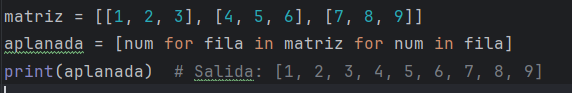 matriz = [[1, 2, 3], [4, 5, 6], [7, 8, 9]]
aplanada = [num for fila in matriz for num in fila]
print(aplanada)  # Salida: [1, 2, 3, 4, 5, 6, 7, 8, 9]